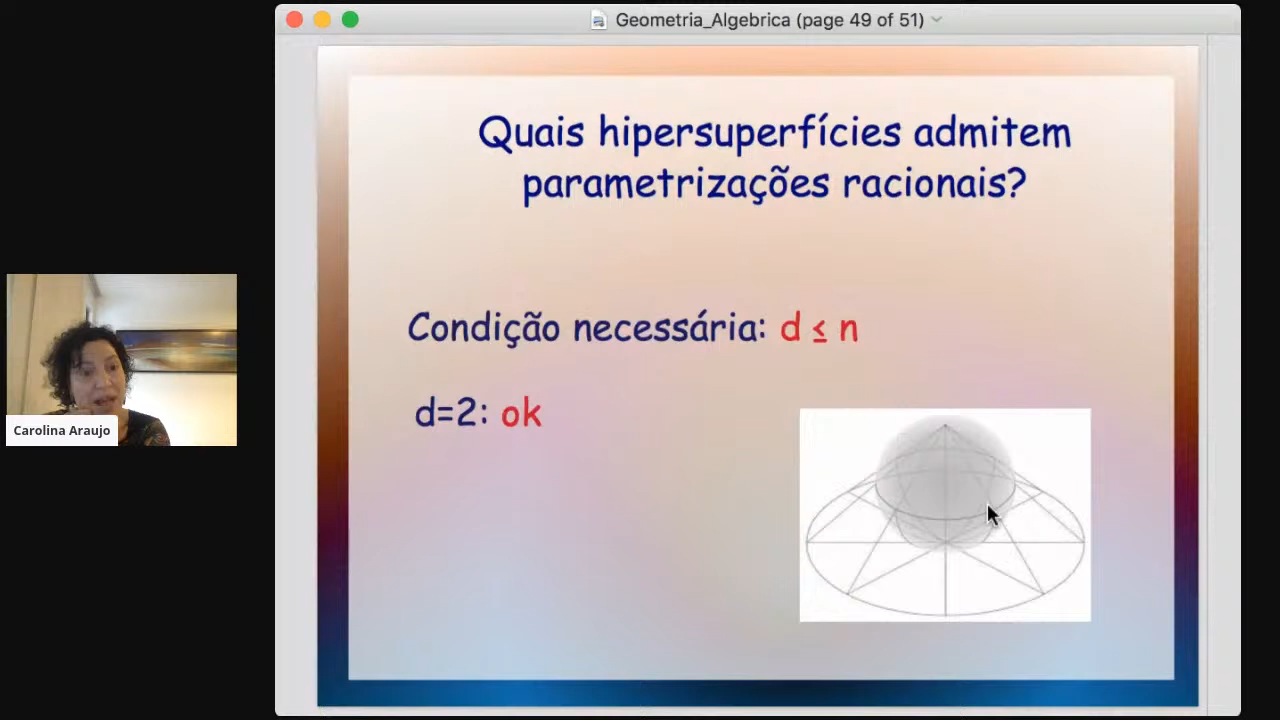 Geometria_Algebrica (page 49 of 51)
Quais hipersuperfícies admitem
parametrizações racionais?
Condição necessária: d ≤ n
d=2: ok
Carolina Araujo